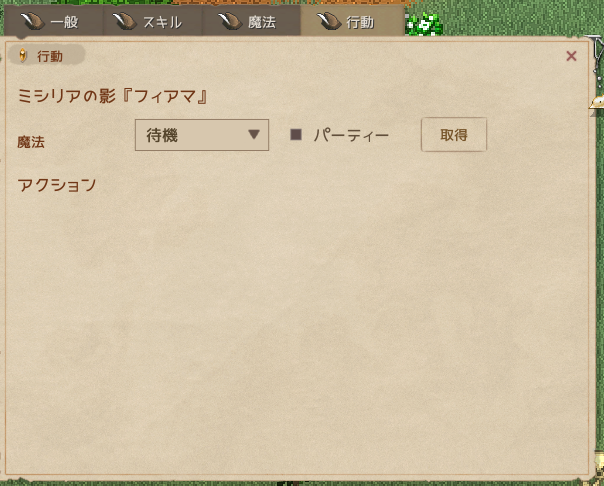 一般 スキル 魔法 行動
行動
ミシリアの影『フィアマ』
魔法 待機 パーティー 取得
アクション